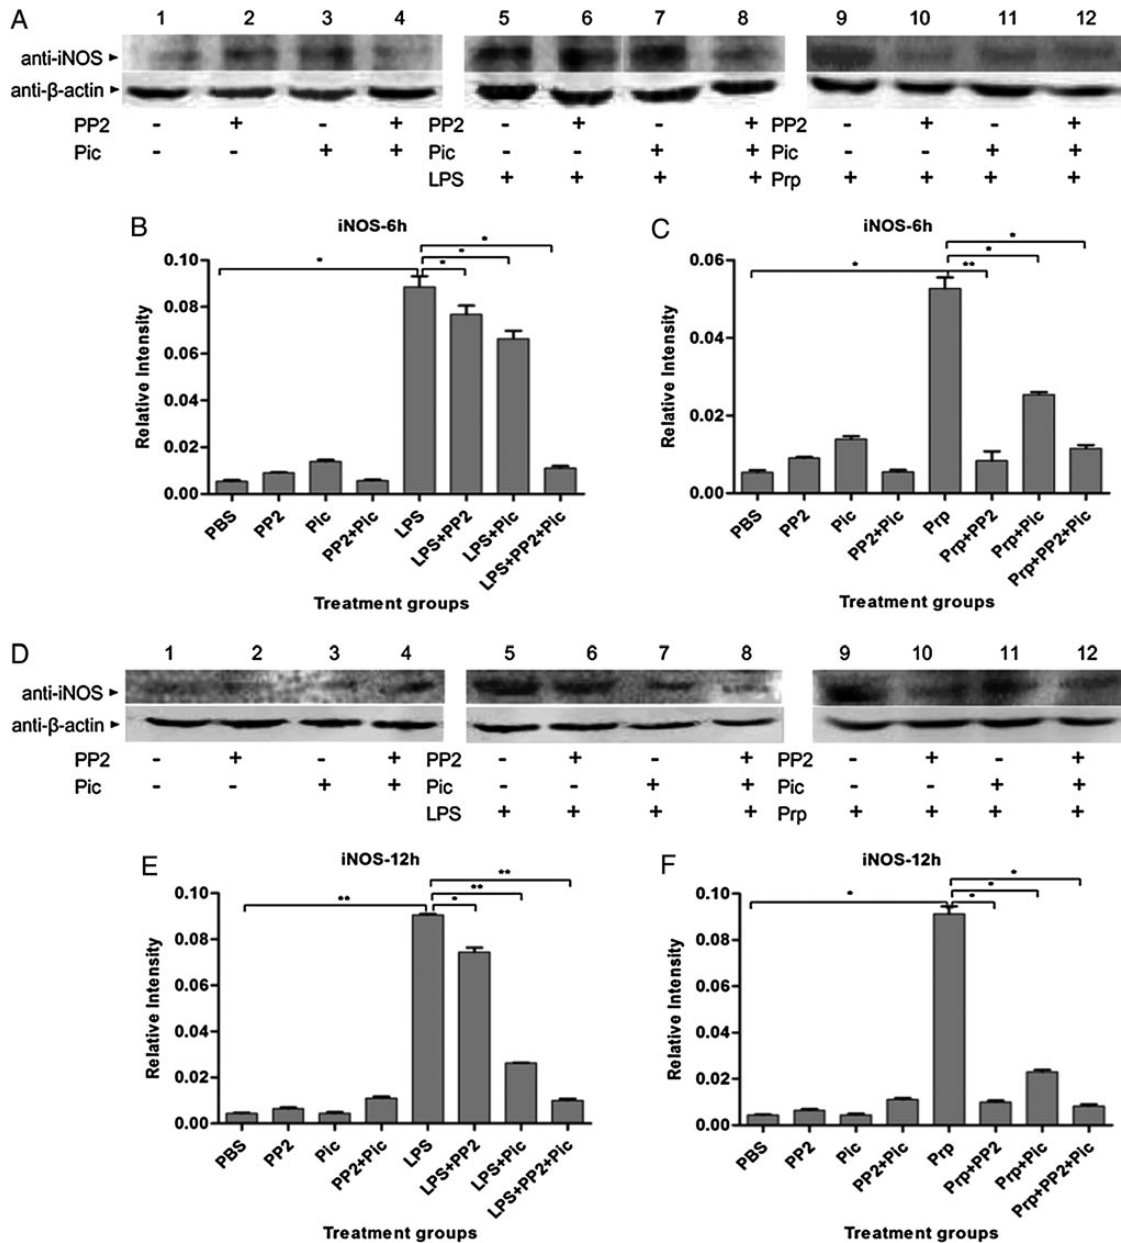 A 1 2 3 4 5 6 7 8 9 10 11 12
anti-iNOS
anti-β-actin
PP2 - + - + PP2 - + - + PP2 - + - +
Pic - - + + Pic - - + + Pic - - + +
LPS + + + + Prp + + + +
B iNOS-6h
* * * *
0.10
0.08
0.06
0.04
0.02
0.00
Relative Intensity
PBS PP2 Pic PP2+Pic LPS LPS+PP2 LPS+Pic LPS+PP2+Pic
Treatment groups
C iNOS-6h
* ** * *
0.06
0.04
0.02
0.00
Relative Intensity
PBS PP2 Pic PP2+Pic Prp Prp+PP2 Prp+Pic Prp+PP2+Pic
Treatment groups
D 1 2 3 4 5 6 7 8 9 10 11 12
anti-iNOS
anti-β-actin
PP2 - + - + PP2 - + - + PP2 - + - +
Pic - - + + Pic - - + + Pic - - + +
LPS + + + + Prp + + + +
E iNOS-12h
** * ** **
0.10
0.08
0.06
0.04
0.02
0.00
Relative Intensity
PBS PP2 Pic PP2+Pic LPS LPS+PP2 LPS+Pic LPS+PP2+Pic
Treatment groups
F iNOS-12h
* * * *
0.10
0.08
0.06
0.04
0.02
0.00
Relative Intensity
PBS PP2 Pic PP2+Pic Prp Prp+PP2 Prp+Pic Prp+PP2+Pic
Treatment groups